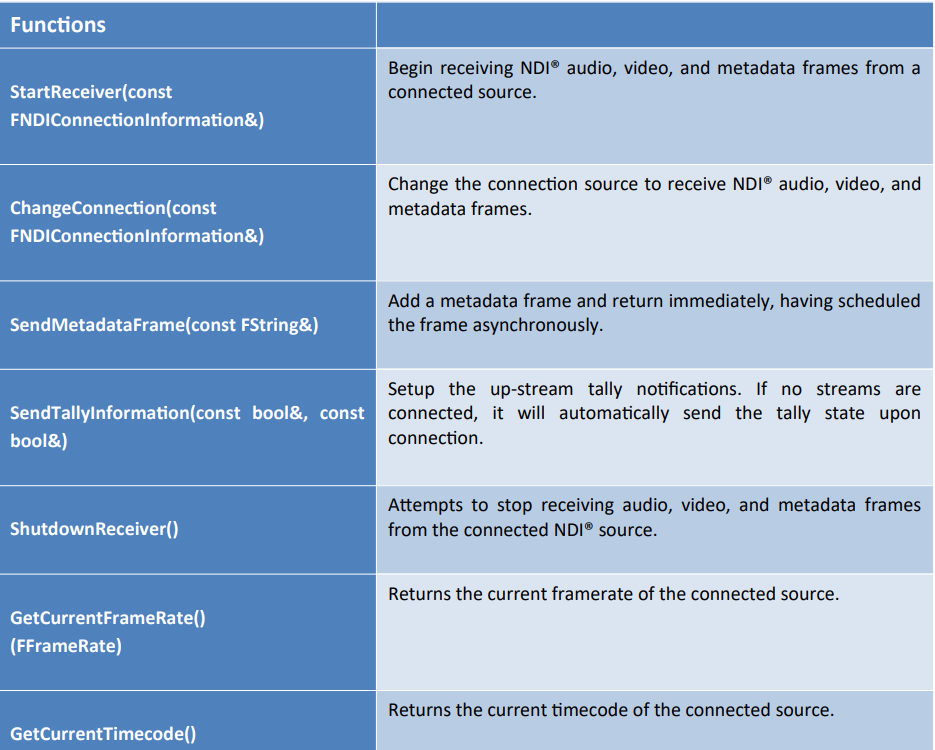 Functions
StartReceiver(const
FNDIConnectionInformation&)
Begin receiving NDI® audio, video, and metadata frames from a
connected source.
ChangeConnection(const
FNDIConnectionInformation&)
Change the connection source to receive NDI® audio, video, and
metadata frames.
SendMetadataFrame(const FString&)
Add a metadata frame and return immediately, having scheduled
the frame asynchronously.
SendTallyInformation(const bool&, const
bool&)
Setup the up-stream tally notifications. If no streams are
connected, it will automatically send the tally state upon
connection.
ShutdownReceiver()
Attempts to stop receiving audio, video, and metadata frames
from the connected NDI® source.
GetCurrentFrameRate()
(FFrameRate)
Returns the current framerate of the connected source.
GetCurrentTimecode()
Returns the current timecode of the connected source.